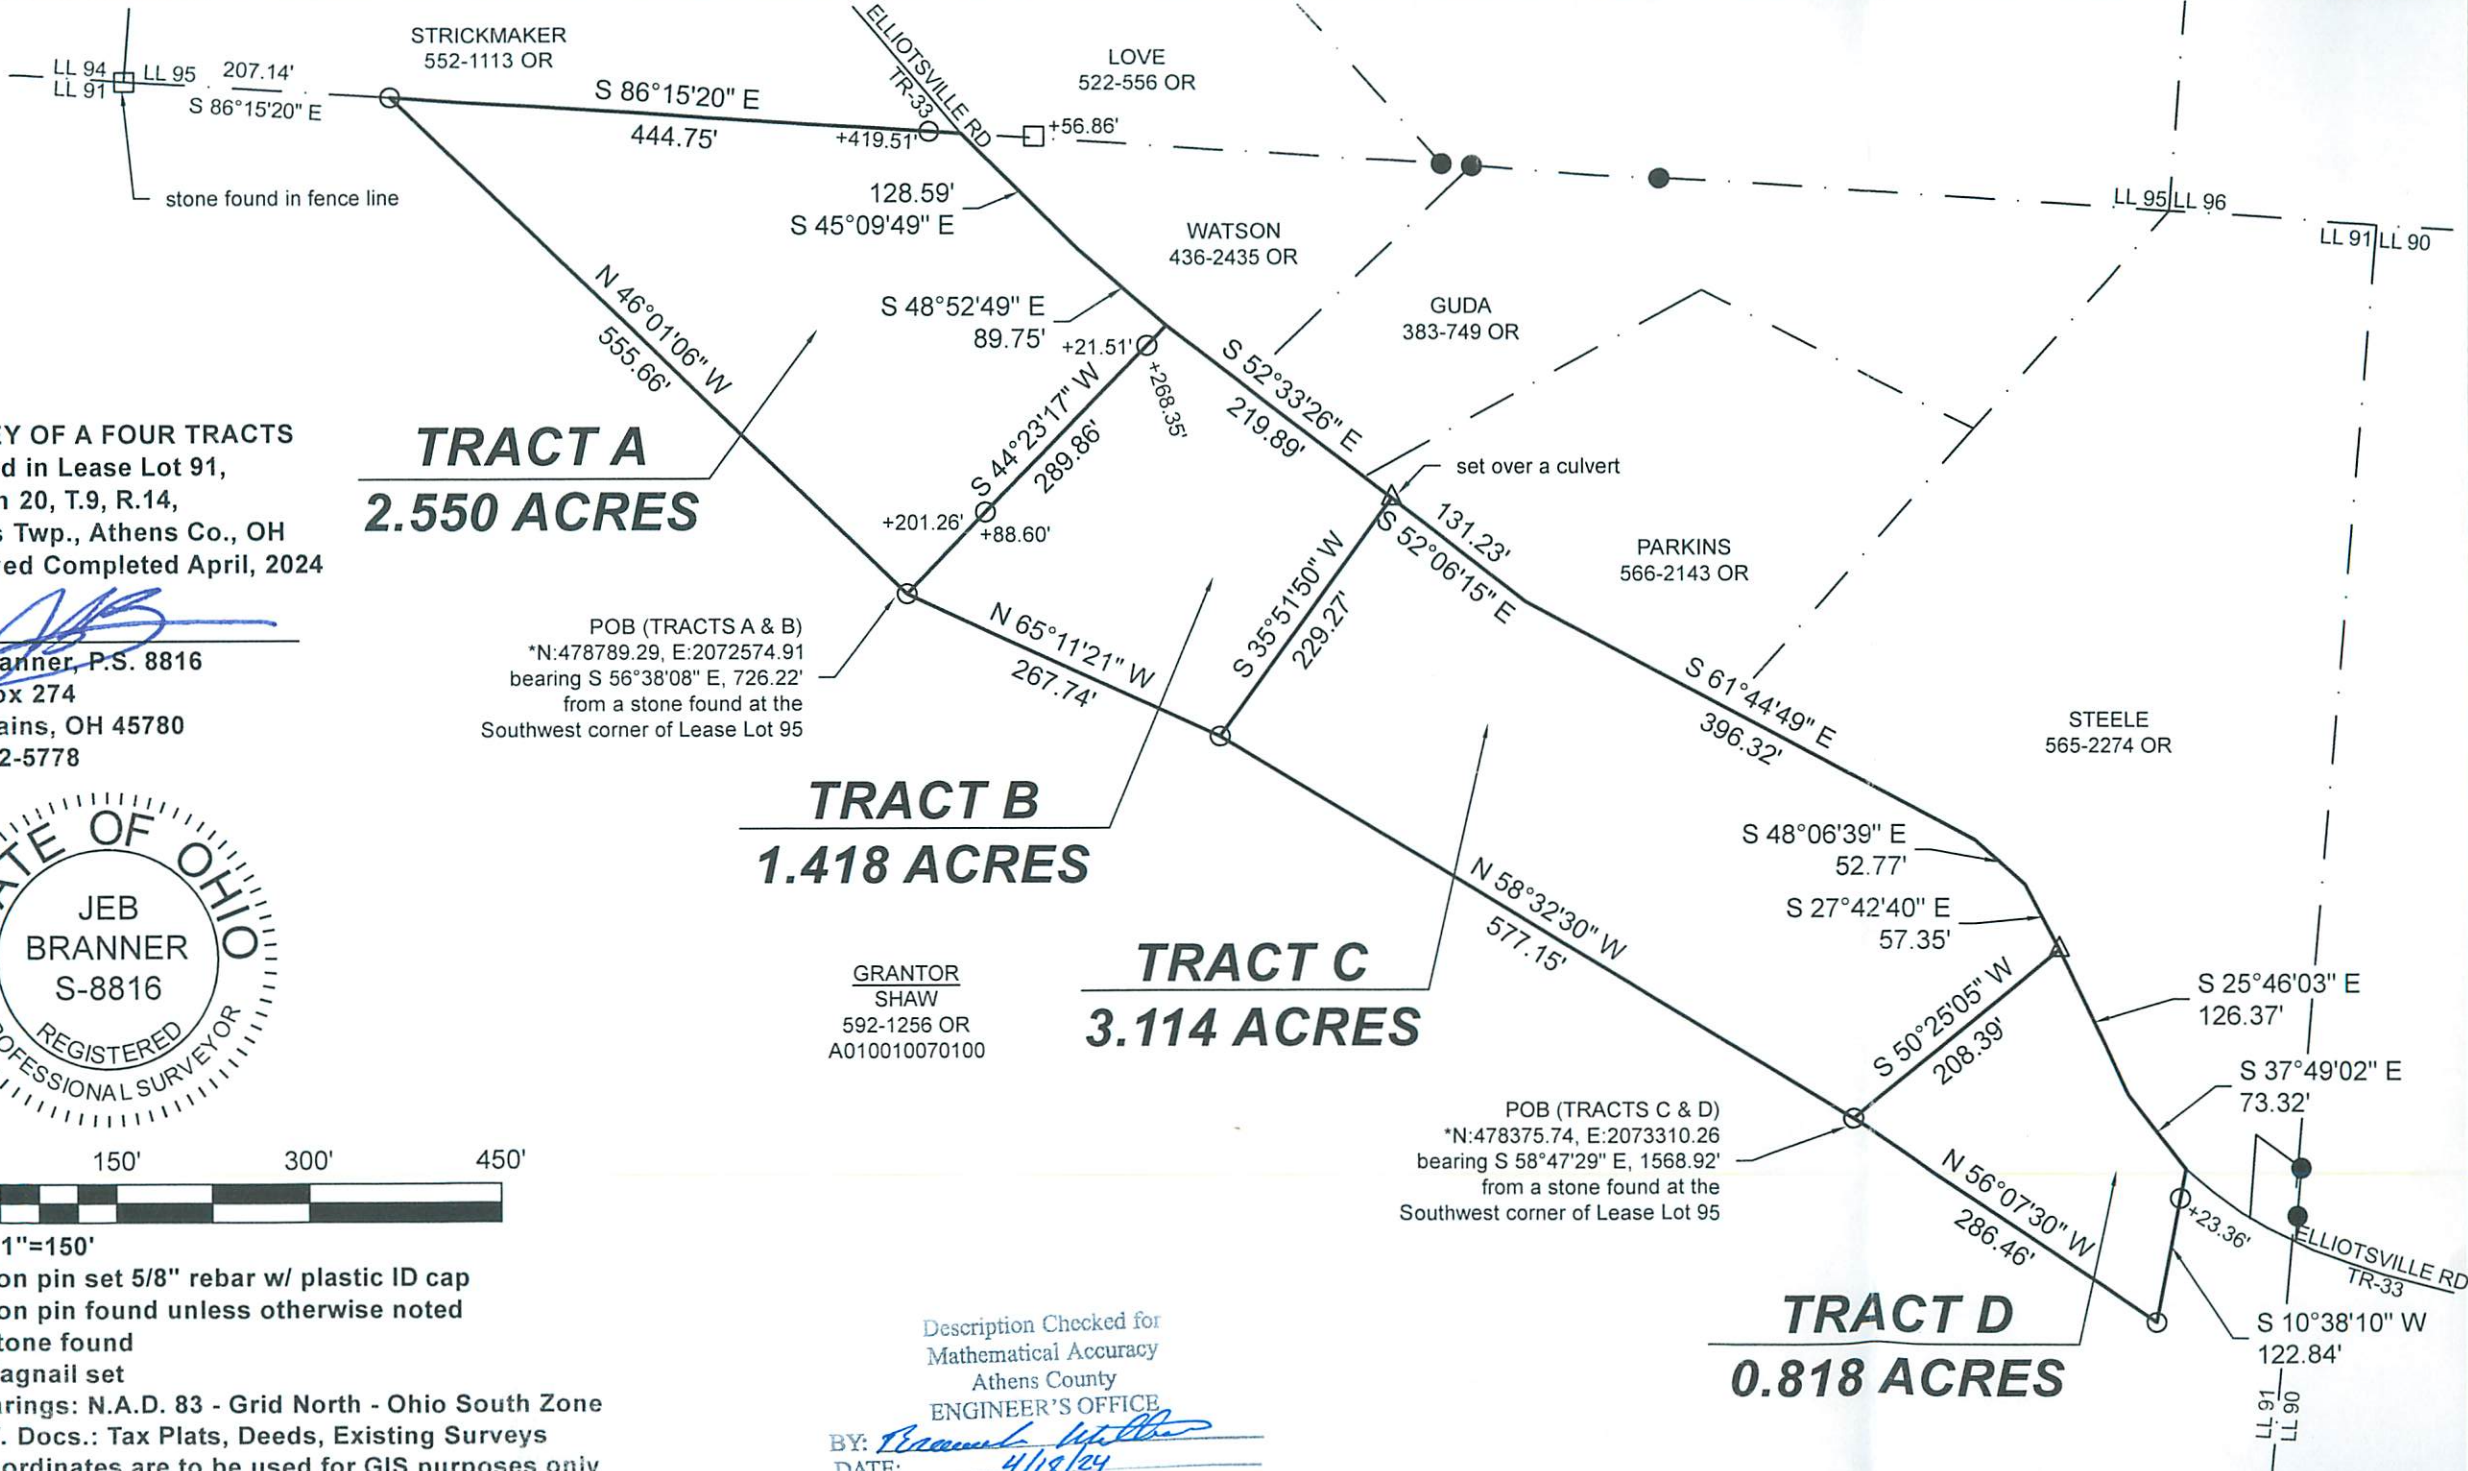 STRICKMAKER
552-1113 OR
ELLIOTSVILLE RD
TR-33
LOVE
522-556 OR
LL 94
LL 91
LL 95
207.14'
S 86°15'20" E
S 86°15'20" E
444.75'
+419.51'
+56.86'
stone found in fence line
128.59'
S 45°09'49" E
WATSON
436-2435 OR
LL 95
LL 96
LL 91
LL 90
N 46°01'06" W
555.66'
S 48°52'49" E
89.75'
+21.51'
+268.35'
GUDA
383-749 OR
S 52°33'26" E
219.89'
S 44°23'17" W
289.86'
+201.26'
+88.60'
set over a culvert
TRACT A
2.550 ACRES
OF A FOUR TRACTS
in Lease Lot 91,
20, T.9, R.14,
Twp., Athens Co., OH
Completed April, 2024
P.S. 8816
274
OH 45780
2-5778
131.23'
S 52°06'15" E
PARKINS
566-2143 OR
S 35°51'50" W
229.27'
POB (TRACTS A & B)
*N:478789.29, E:2072574.91
bearing S 56°38'08" E, 726.22'
from a stone found at the
Southwest corner of Lease Lot 95
N 65°11'21" W
267.74'
S 61°44'49" E
396.32'
STEELE
565-2274 OR
TRACT B
1.418 ACRES
S 48°06'39" E
52.77'
S 27°42'40" E
57.35'
OF OHIO
JEB
BRANNER
S-8816
REGISTERED
SURVEYOR
N 58°32'30" W
577.15'
GRANTOR
SHAW
592-1256 OR
A010010070100
TRACT C
3.114 ACRES
S 50°25'05" W
208.39'
S 25°46'03" E
126.37'
S 37°49'02" E
73.32'
POB (TRACTS C & D)
*N:478375.74, E:2073310.26
bearing S 58°47'29" E, 1568.92'
from a stone found at the
Southwest corner of Lease Lot 95
N 56°07'30" W
286.46'
+23.36'
ELLIOTSVILLE RD
TR-33
S 10°38'10" W
122.84'
TRACT D
0.818 ACRES
LL 91
LL 90
150' 300' 450'
1"=150'
pin set 5/8" rebar w/ plastic ID cap
pin found unless otherwise noted
found
set
N.A.D. 83 - Grid North - Ohio South Zone
Docs.: Tax Plats, Deeds, Existing Surveys
are to be used for GIS purposes only
Description Checked for
Mathematical Accuracy
Athens County
ENGINEER'S OFFICE
BY:
DATE: 4/18/24